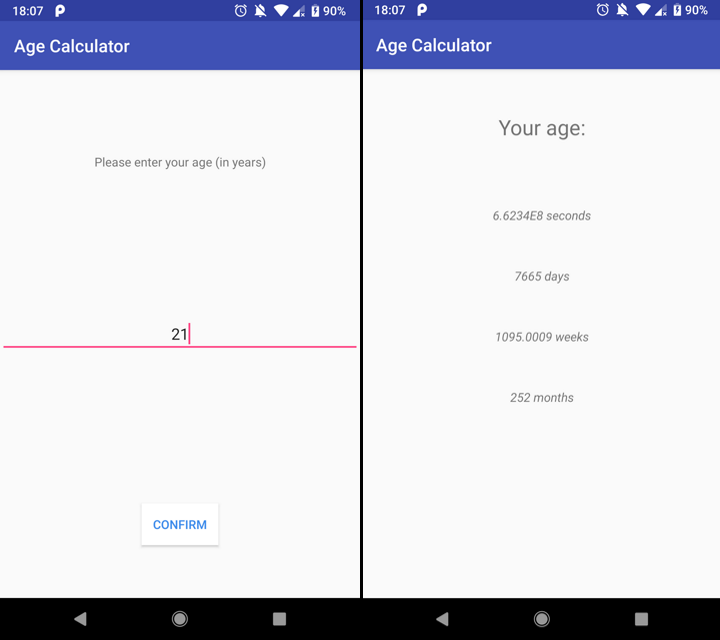 18:07
90%
Age Calculator
Please enter your age (in years)
21
CONFIRM
18:07
90%
Age Calculator
Your age:
6.6234E8 seconds
7665 days
1095.0009 weeks
252 months